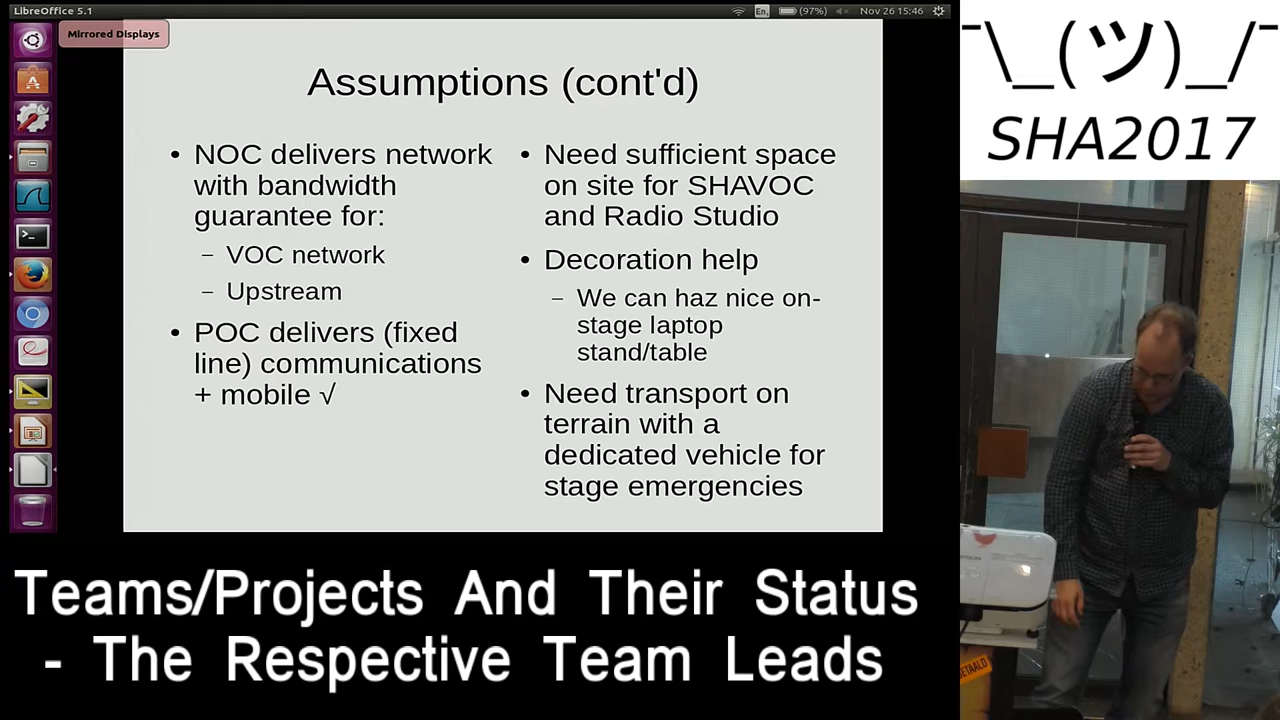 LibreOffice 5.1
En
(97%)
Nov 26 15:46
Mirrored Displays
Assumptions (cont'd)
• NOC delivers network
with bandwidth
guarantee for:
– VOC network
– Upstream
• POC delivers (fixed
line) communications
+ mobile √
• Need sufficient space
on site for SHAVOC
and Radio Studio
• Decoration help
– We can haz nice on-
stage laptop
stand/table
• Need transport on
terrain with a
dedicated vehicle for
stage emergencies
¯\_(ツ)_/¯
SHA2017
Teams/Projects And Their Status
- The Respective Team Leads